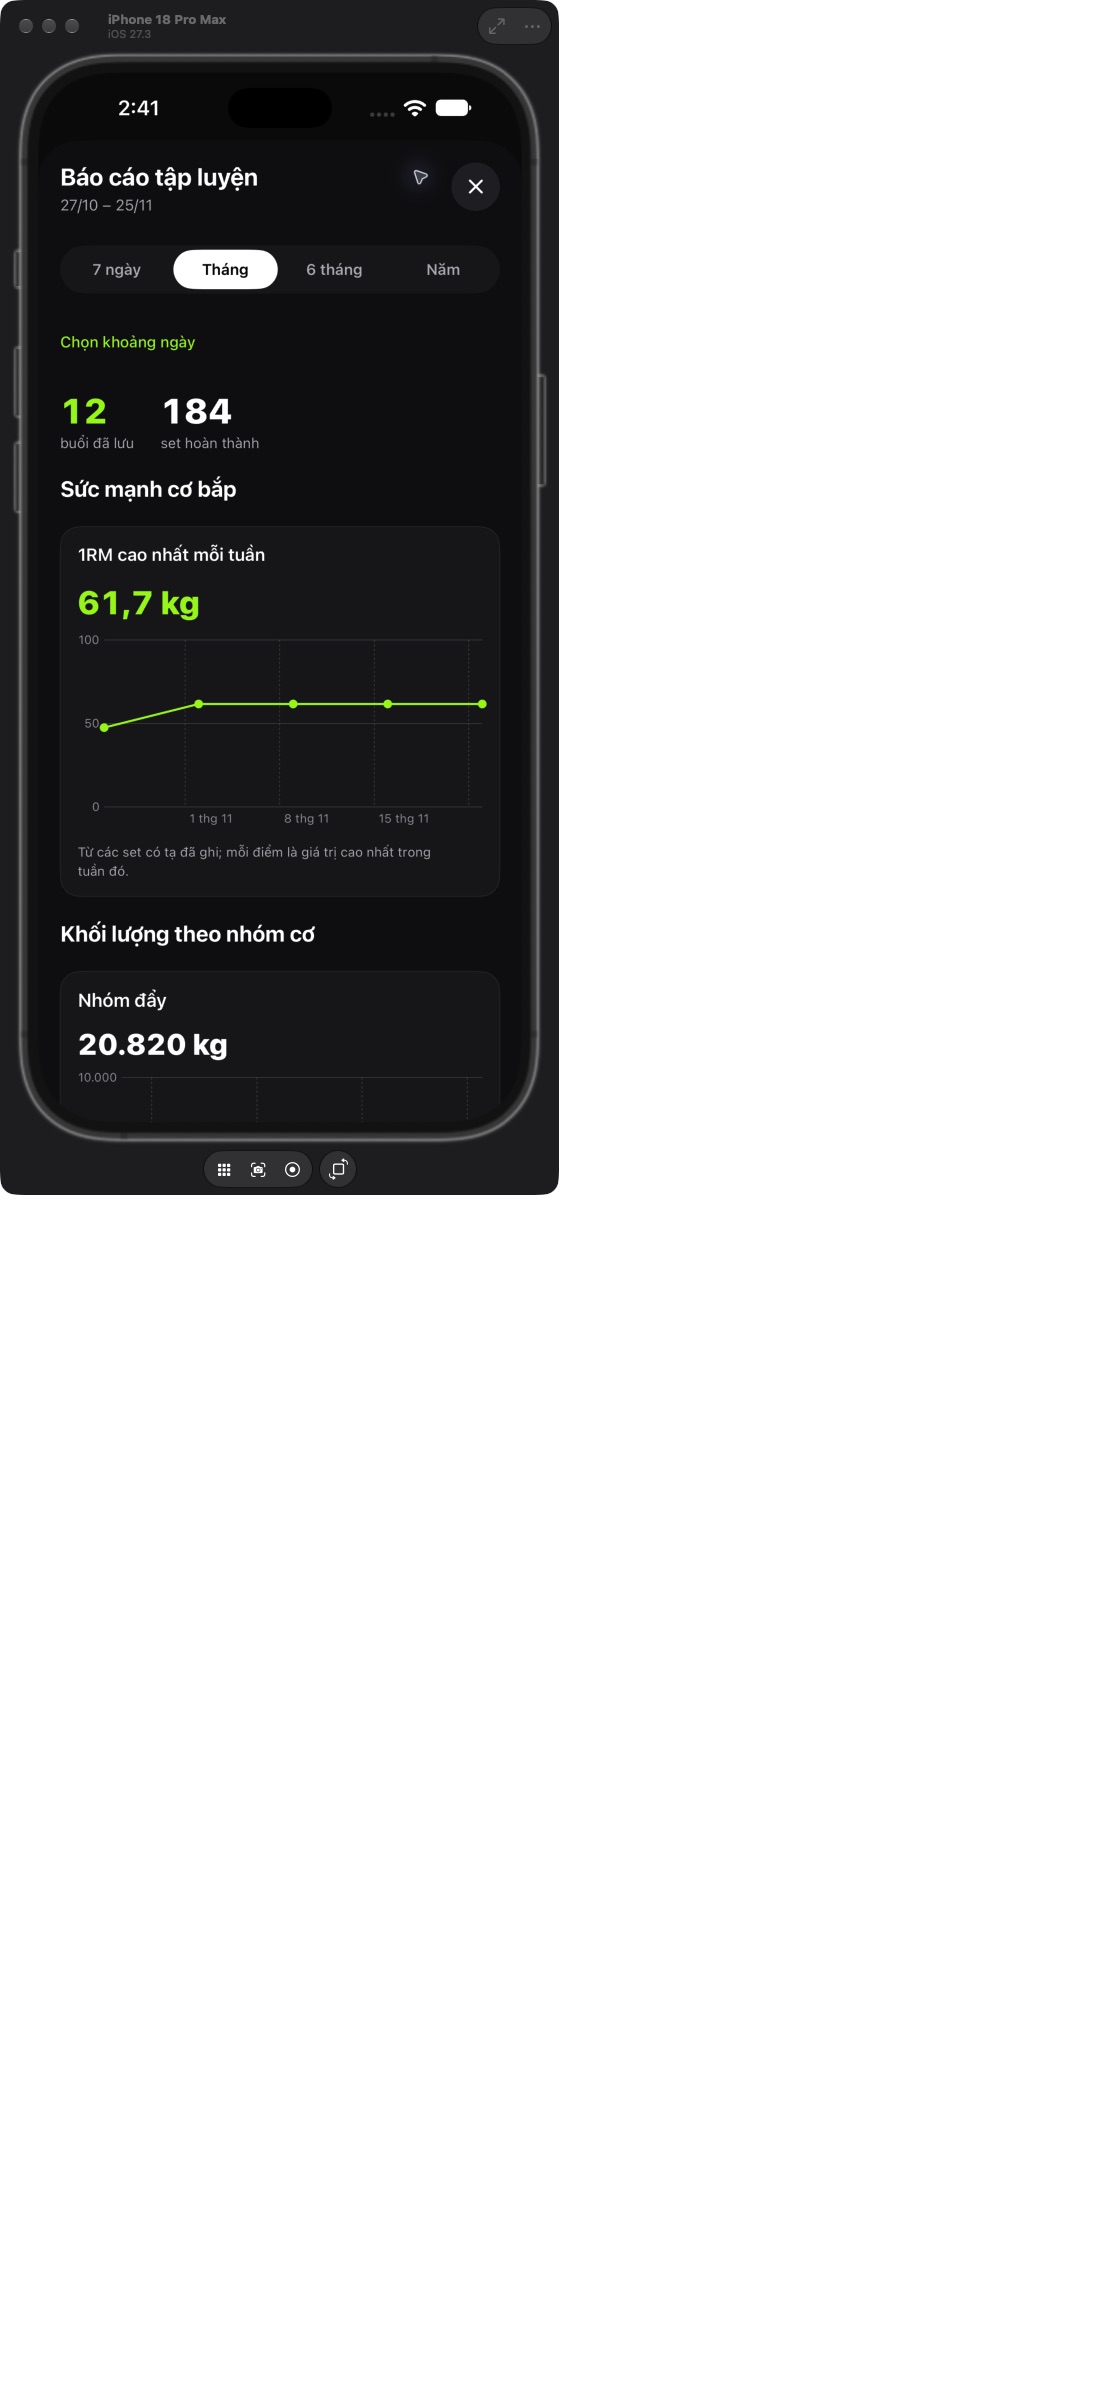 iPhone 18 Pro Max
iOS 27.3
2:41
Báo cáo tập luyện
27/10 – 25/11
7 ngày
Tháng
6 tháng
Năm
Chọn khoảng ngày
12
184
buổi đã lưu
set hoàn thành
Sức mạnh cơ bắp
1RM cao nhất mỗi tuần
61,7 kg
100
50
0
1 thg 11
8 thg 11
15 thg 11
Từ các set có tạ đã ghi; mỗi điểm là giá trị cao nhất trong
tuần đó.
Khối lượng theo nhóm cơ
Nhóm đẩy
20.820 kg
10.000